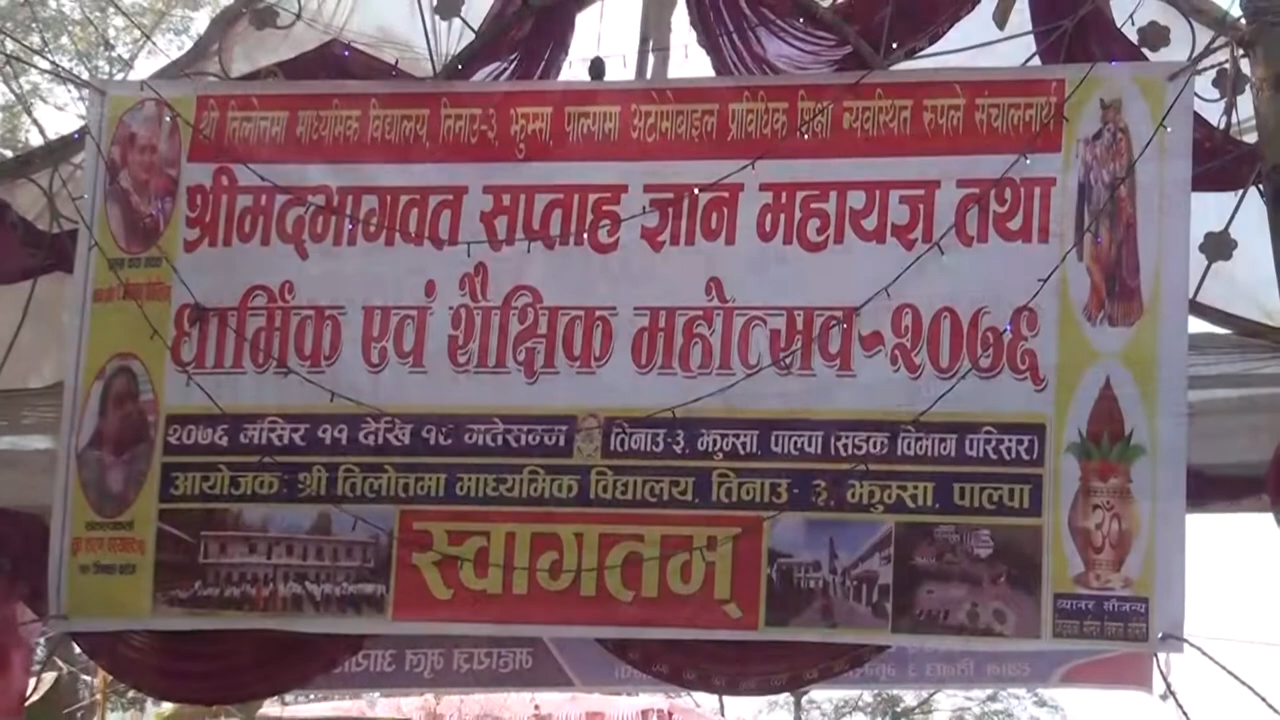 श्री तिलोत्तमा माध्यमिक विद्यालय, तिनाउ-३, झुम्सा, पाल्पामा अटोमोबाइल प्राविधिक शिक्षा व्यवस्थित रुपले संचालनार्थ
श्रीमद्भागवत सप्ताह ज्ञान महायज्ञ तथा
धार्मिक एवं शैक्षिक महोत्सव-२०७६
२०७६ मंसिर ११ देखि १८ गतेसम्म
तिनाउ-३, झुम्सा, पाल्पा (सडक विभाग परिसर)
आयोजक: श्री तिलोत्तमा माध्यमिक विद्यालय, तिनाउ- ३, झुम्सा, पाल्पा
स्वागतम्
ॐ
व्यानर सौजन्य